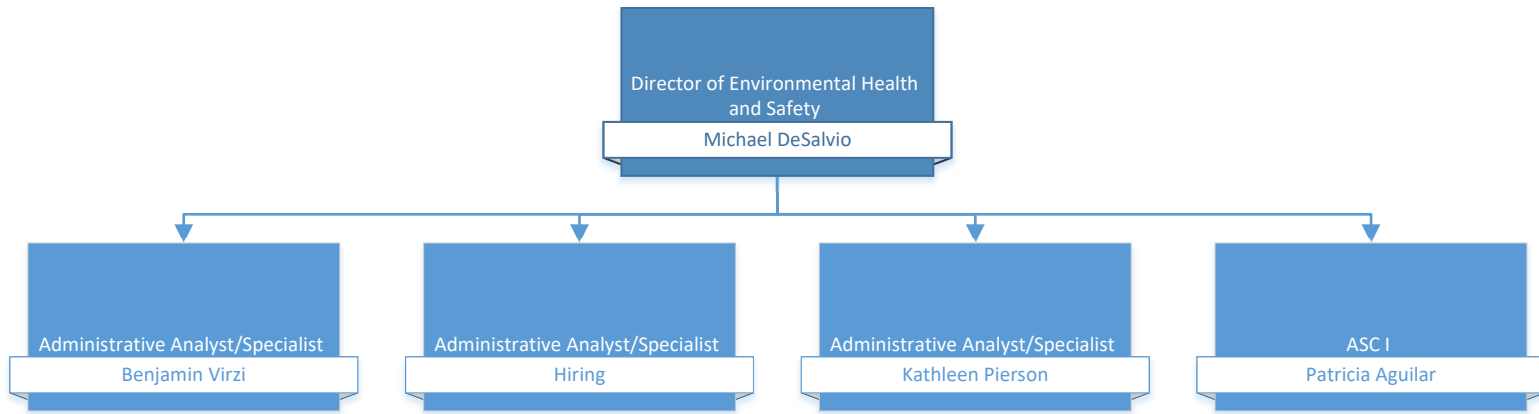 Director of Environmental Health
and Safety
Michael DeSalvio
Administrative Analyst/Specialist
Benjamin Virzi
Administrative Analyst/Specialist
Hiring
Administrative Analyst/Specialist
Kathleen Pierson
ASC I
Patricia Aguilar